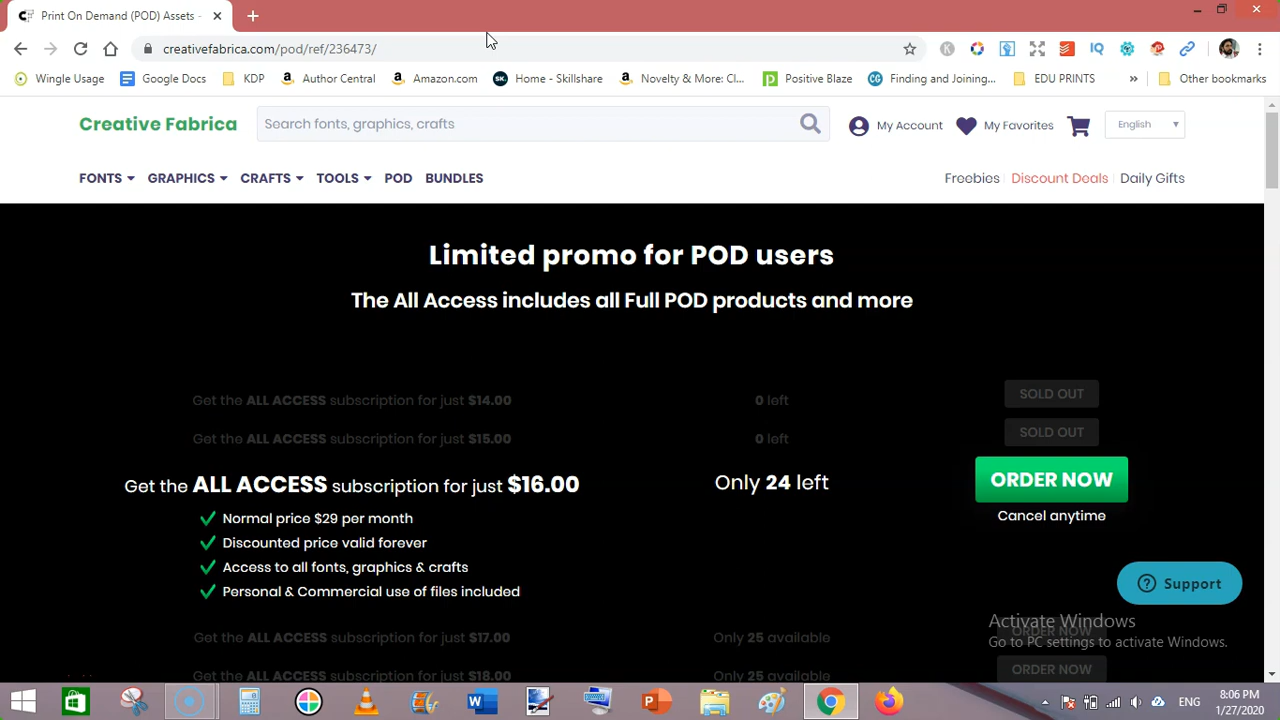 Print On Demand (POD) Assets -
creativefabrica.com/pod/ref/236473/
Wingle Usage Google Docs KDP Author Central Amazon.com Home - Skillshare Novelty & More: Cl... Positive Blaze Finding and Joining,... EDU PRINTS » Other bookmarks
Creative Fabrica Search fonts, graphics, crafts My Account My Favorites English
FONTS GRAPHICS CRAFTS TOOLS POD BUNDLES Freebies Discount Deals Daily Gifts
Limited promo for POD users
The All Access includes all Full POD products and more
Get the ALL ACCESS subscription for just $14.00 0 left SOLD OUT
Get the ALL ACCESS subscription for just $15.00 0 left SOLD OUT
Get the ALL ACCESS subscription for just $16.00 Only 24 left ORDER NOW
Cancel anytime
Normal price $29 per month
Discounted price valid forever
Access to all fonts, graphics & crafts
Personal & Commercial use of files included
Support
Activate Windows
Get the ALL ACCESS subscription for just $17.00 Only 25 available ORDER NOW
Go to PC settings to activate Windows.
Get the ALL ACCESS subscription for just $18.00 Only 25 available ORDER NOW
ENG 8:06 PM
1/27/2020